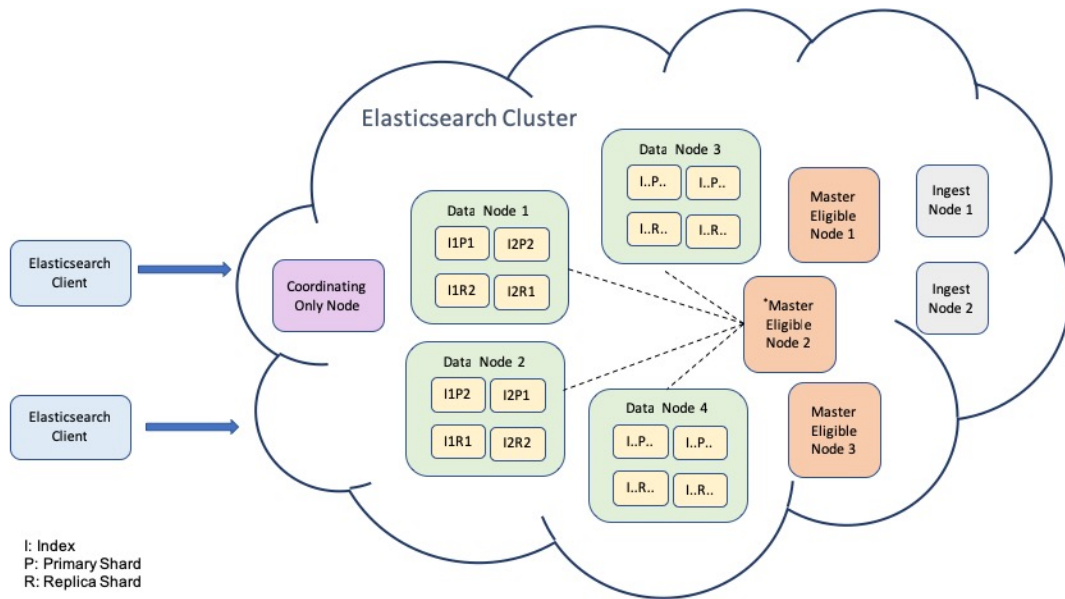 Elasticsearch Cluster
Elasticsearch
Client
Elasticsearch
Client
Coordinating
Only Node
Data Node 1
I1P1
I2P2
I1R2
I2R1
Data Node 2
I1P2
I2P1
I1R1
I2R2
Data Node 3
I..P..
I..P..
I..R..
I..R..
Data Node 4
I..P..
I..P..
I..R..
I..R..
Master
Eligible
Node 1
*Master
Eligible
Node 2
Master
Eligible
Node 3
Ingest
Node 1
Ingest
Node 2
I: Index
P: Primary Shard
R: Replica Shard